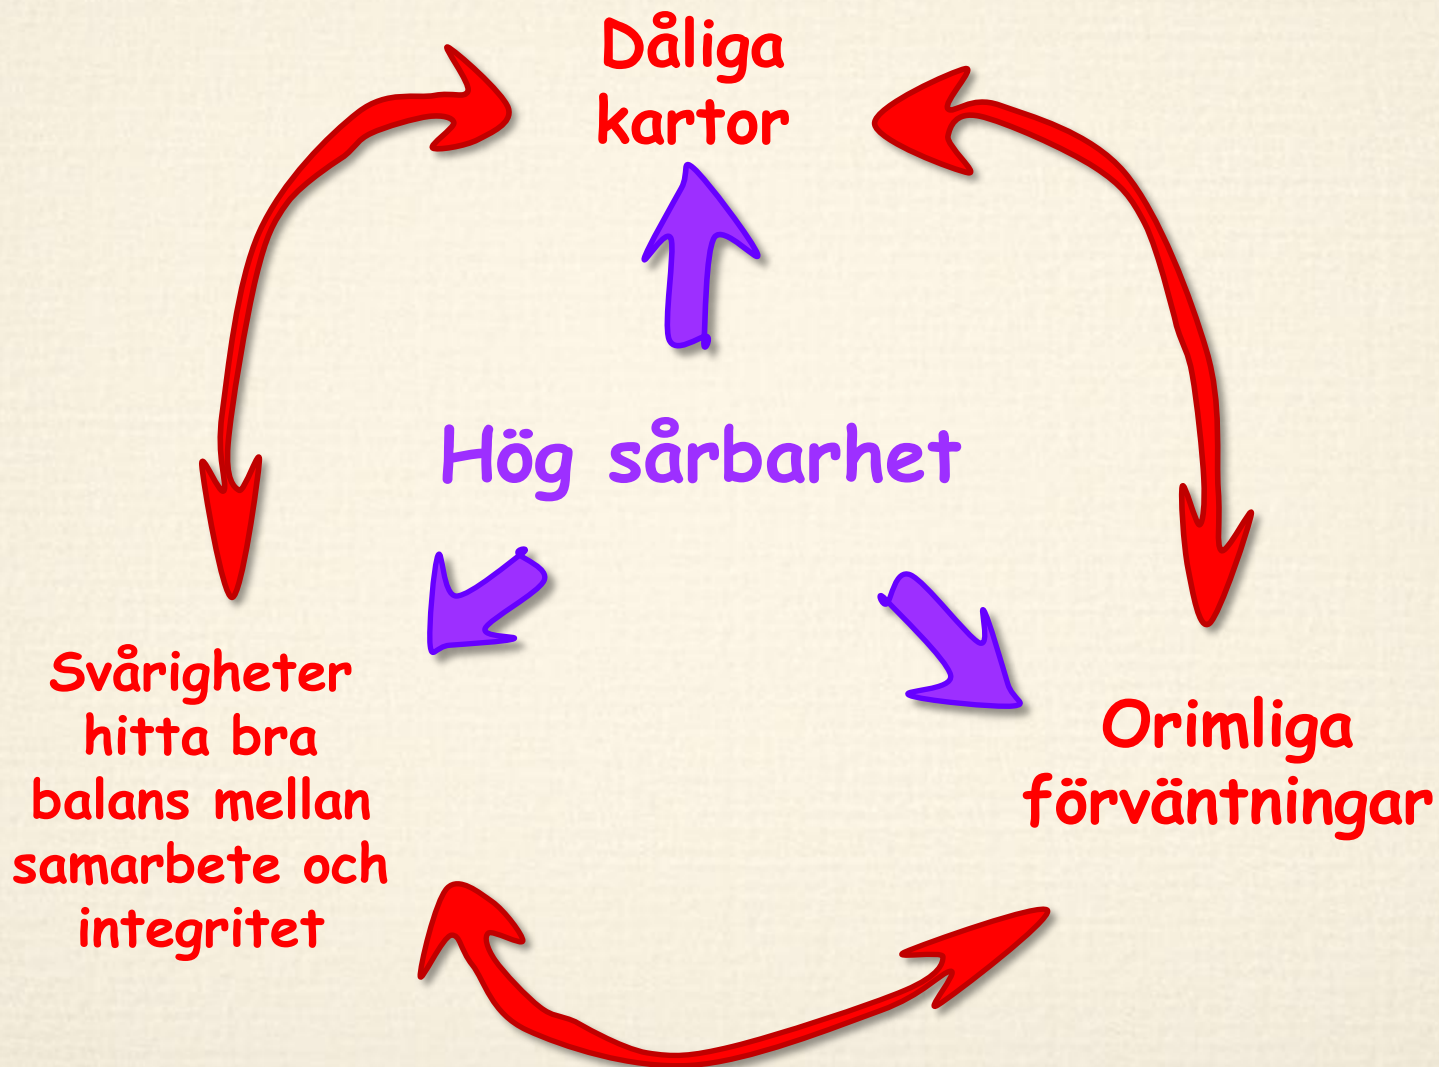 Dåliga
kartor
Hög sårbarhet
Svårigheter
hitta bra
balans mellan
samarbete och
integritet
Orimliga
förväntningar